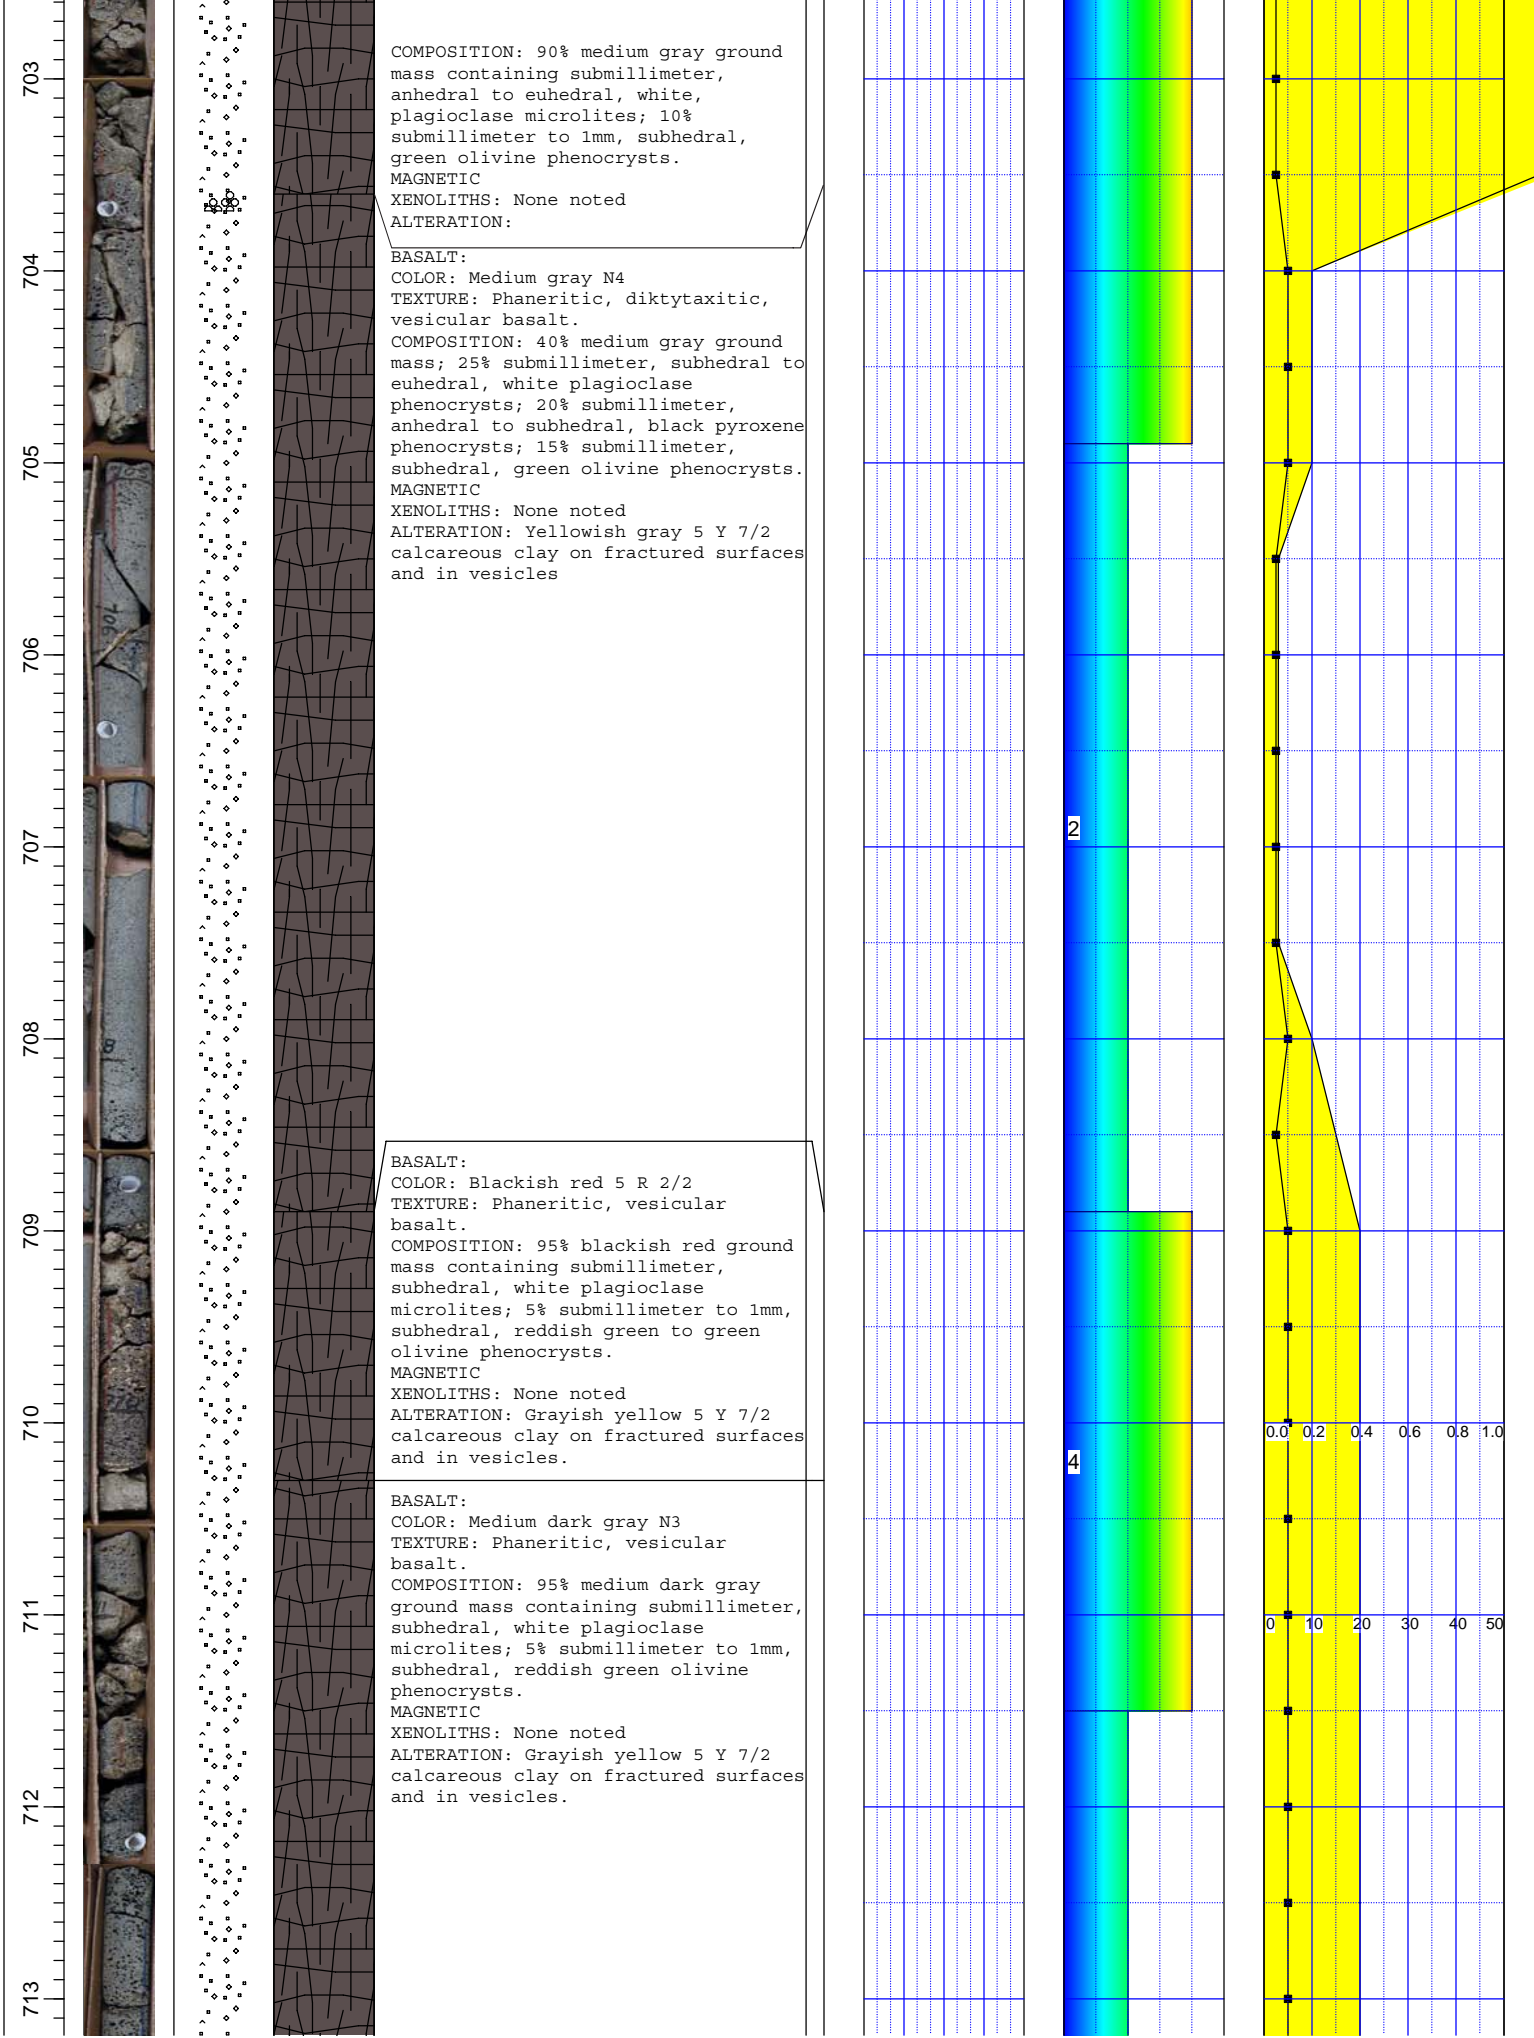 703
COMPOSITION: 90% medium gray ground
mass containing submillimeter,
anhedral to euhedral, white,
plagioclase microlites; 10%
submillimeter to 1mm, subhedral,
green olivine phenocrysts.
MAGNETIC
XENOLITHS: None noted
ALTERATION:
704
BASALT:
COLOR: Medium gray N4
TEXTURE: Phaneritic, diktytaxitic,
vesicular basalt.
COMPOSITION: 40% medium gray ground
mass; 25% submillimeter, subhedral to
euhedral, white plagioclase
phenocrysts; 20% submillimeter,
anhedral to subhedral, black pyroxene
phenocrysts; 15% submillimeter,
subhedral, green olivine phenocrysts.
MAGNETIC
XENOLITHS: None noted
ALTERATION: Yellowish gray 5 Y 7/2
calcareous clay on fractured surfaces
and in vesicles
705
706
707
2
708
BASALT:
COLOR: Blackish red 5 R 2/2
TEXTURE: Phaneritic, vesicular
basalt.
COMPOSITION: 95% blackish red ground
mass containing submillimeter,
subhedral, white plagioclase
microlites; 5% submillimeter to 1mm,
subhedral, reddish green to green
olivine phenocrysts.
MAGNETIC
XENOLITHS: None noted
ALTERATION: Grayish yellow 5 Y 7/2
calcareous clay on fractured surfaces
and in vesicles.
709
710
0.0 0.2 0.4 0.6 0.8 1.0
4
BASALT:
COLOR: Medium dark gray N3
TEXTURE: Phaneritic, vesicular
basalt.
COMPOSITION: 95% medium dark gray
ground mass containing submillimeter,
subhedral, white plagioclase
microlites; 5% submillimeter to 1mm,
subhedral, reddish green olivine
phenocrysts.
MAGNETIC
XENOLITHS: None noted
ALTERATION: Grayish yellow 5 Y 7/2
calcareous clay on fractured surfaces
and in vesicles.
711
0 10 20 30 40 50
712
713